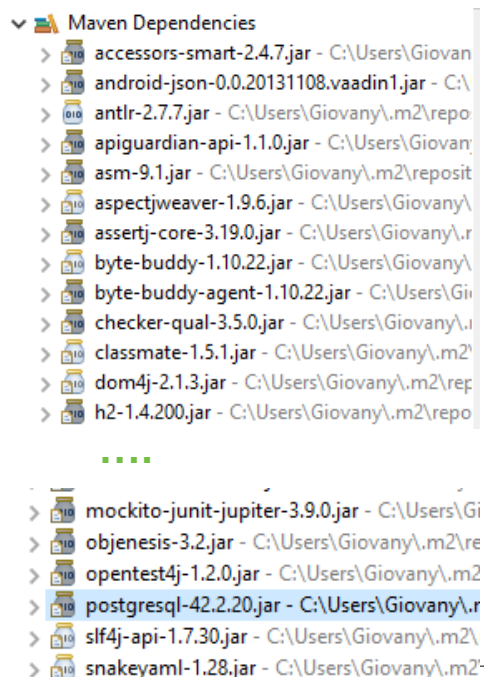 Maven Dependencies
accessors-smart-2.4.7.jar - C:\Users\Giovan
android-json-0.0.20131108.vaadin1.jar - C:\
antlr-2.7.7.jar - C:\Users\Giovany\.m2\repo
apiguardian-api-1.1.0.jar - C:\Users\Giovan
asm-9.1.jar - C:\Users\Giovany\.m2\reposit
aspectjweaver-1.9.6.jar - C:\Users\Giovany\
assertj-core-3.19.0.jar - C:\Users\Giovany\.r
byte-buddy-1.10.22.jar - C:\Users\Giovany\
byte-buddy-agent-1.10.22.jar - C:\Users\Gi
checker-qual-3.5.0.jar - C:\Users\Giovany\.
classmate-1.5.1.jar - C:\Users\Giovany\.m2\
dom4j-2.1.3.jar - C:\Users\Giovany\.m2\rep
h2-1.4.200.jar - C:\Users\Giovany\.m2\repo
....
mockito-junit-jupiter-3.9.0.jar - C:\Users\Gi
objenesis-3.2.jar - C:\Users\Giovany\.m2\re
opentest4j-1.2.0.jar - C:\Users\Giovany\.m2
postgresql-42.2.20.jar - C:\Users\Giovany\.r
slf4j-api-1.7.30.jar - C:\Users\Giovany\.m2\
snakeyaml-1.28.jar - C:\Users\Giovany\.m2